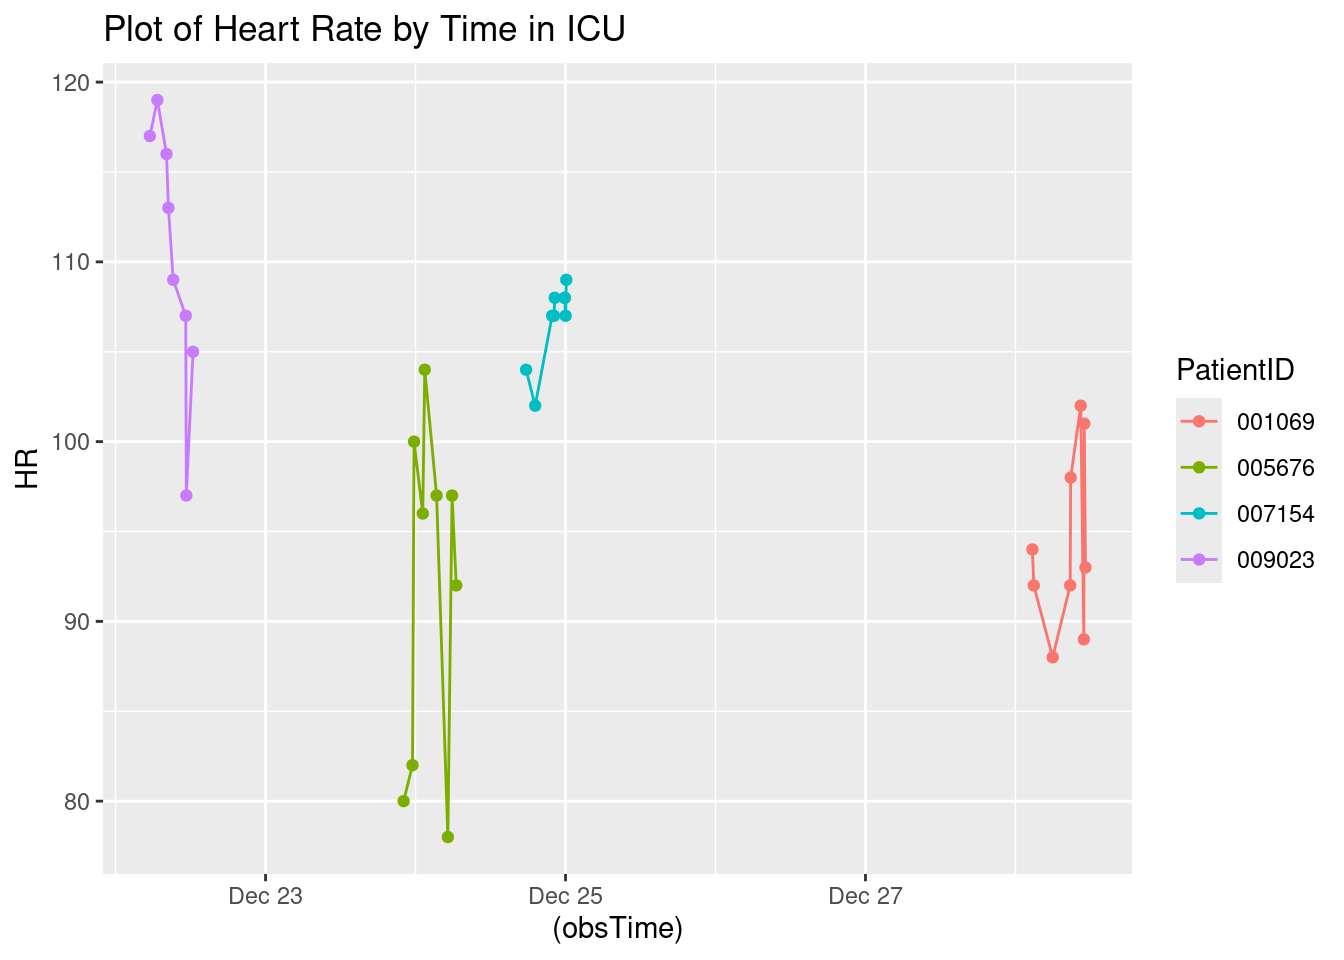 Plot of Heart Rate by Time in ICU
120
110
100
90
80
HR
Dec 23
Dec 25
Dec 27
(obsTime)
PatientID
001069
005676
007154
009023